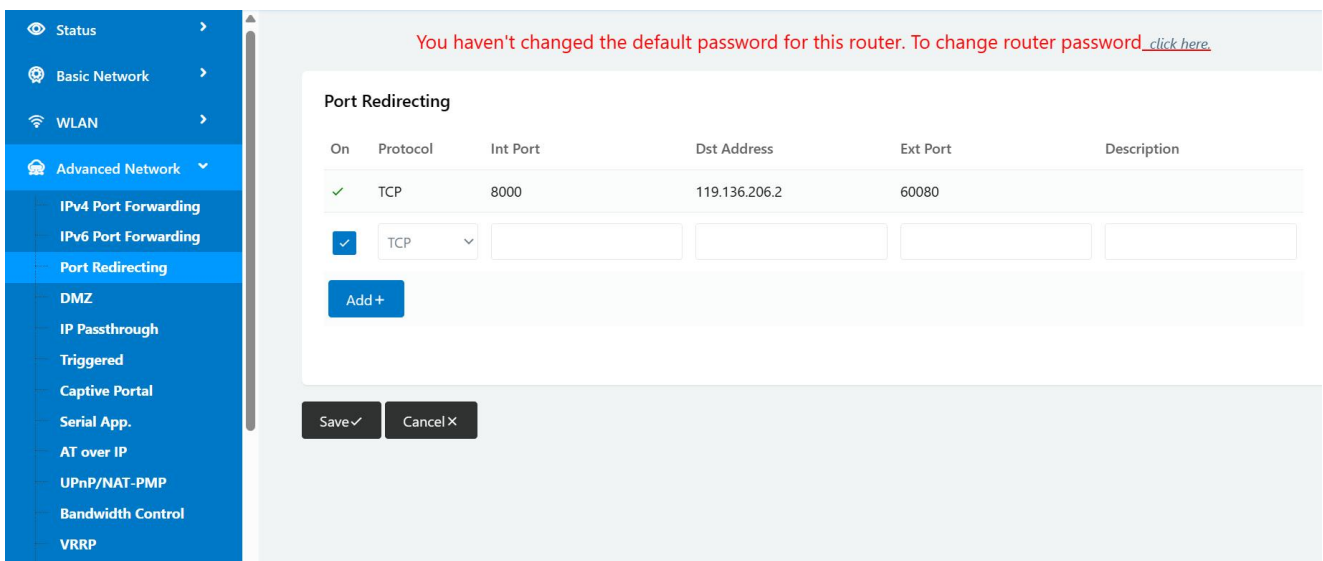 Status
Basic Network
WLAN
Advanced Network
IPv4 Port Forwarding
IPv6 Port Forwarding
Port Redirecting
DMZ
IP Passthrough
Triggered
Captive Portal
Serial App.
AT over IP
UPnP/NAT-PMP
Bandwidth Control
VRRP
You haven't changed the default password for this router. To change router password click here.
Port Redirecting
On Protocol Int Port Dst Address Ext Port Description
TCP 8000 119.136.206.2 60080
TCP
Add+
Save Cancel